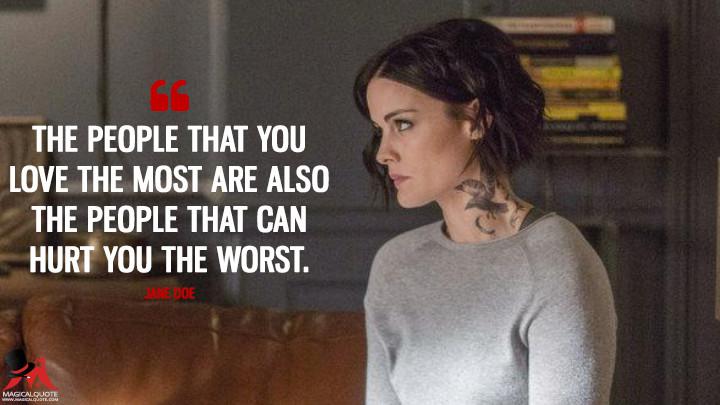 THE PEOPLE THAT YOU
LOVE THE MOST ARE ALSO
THE PEOPLE THAT CAN
HURT YOU THE WORST.
JANE DOE
MAGICALQUOTE
WWW.MAGICALQUOTE.COM